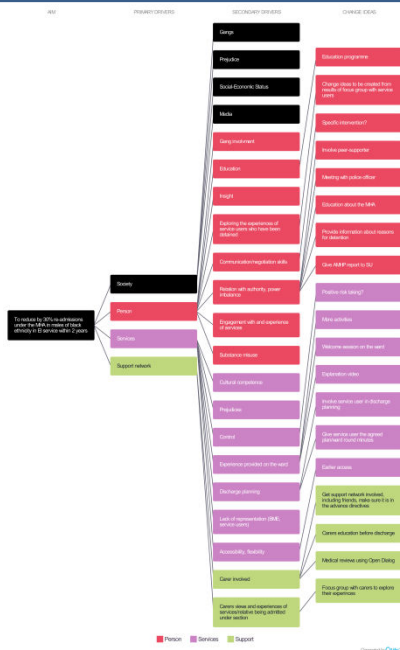 AIM
PRIMARY DRIVERS
SECONDARY DRIVERS
CHANGE IDEAS
To reduce by 30% re-admissions
under the MHA in males of black
ethnicity in EI service within 2 years
Society
Person
Services
Support network
Gangs
Prejudice
Social-Economic Status
Media
Gang involment
Education
Insight
Exploring the experiences of
service users who have been
detained
Communication/negotiation skills
Relation with authority, power
imbalance
Engagement with and experience
of services
Substance misuse
Cultural competence
Prejudices
Control
Experience provided on the ward
Discharge planning
Lack of representation (BME,
service users)
Accessibility, flexibility
Carer involved
Carers views and experiences of
services/relative being admitted
under section
Education programme
Change ideas to be created from
results of focus group with service
users
Specific intervention?
Involve peer-supporter
Meeting with police officer
Education about the MHA
Provide information about reasons
for detention
Give AMHP report to SU
Positive risk taking?
More activities
Welcome session on the ward
Explanation video
Involve service user in discharge
planning
Give service user the agreed
plan/ward round minutes
Earlier access
Get support network involved,
including friends, make sure it is in
the advance directives
Carers education before discharge
Medical reviews using Open Dialog
Focus group with carers to explore
their experiences
Person
Services
Support